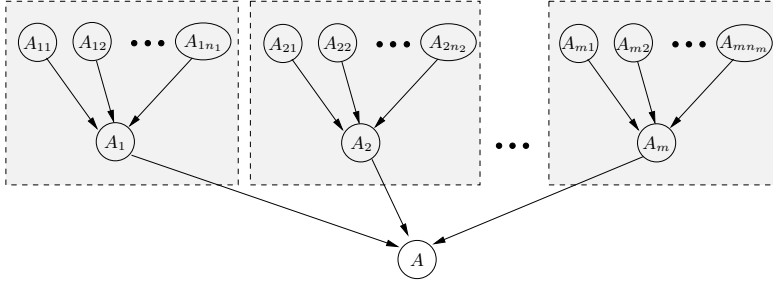 A₁₁ A₁₂ ••• A₁ₙ₁ A₂₁ A₂₂ ••• A₂ₙ₂ Aₘ₁ Aₘ₂ ••• Aₘₙₘ
A₁ A₂ ••• Aₘ
A